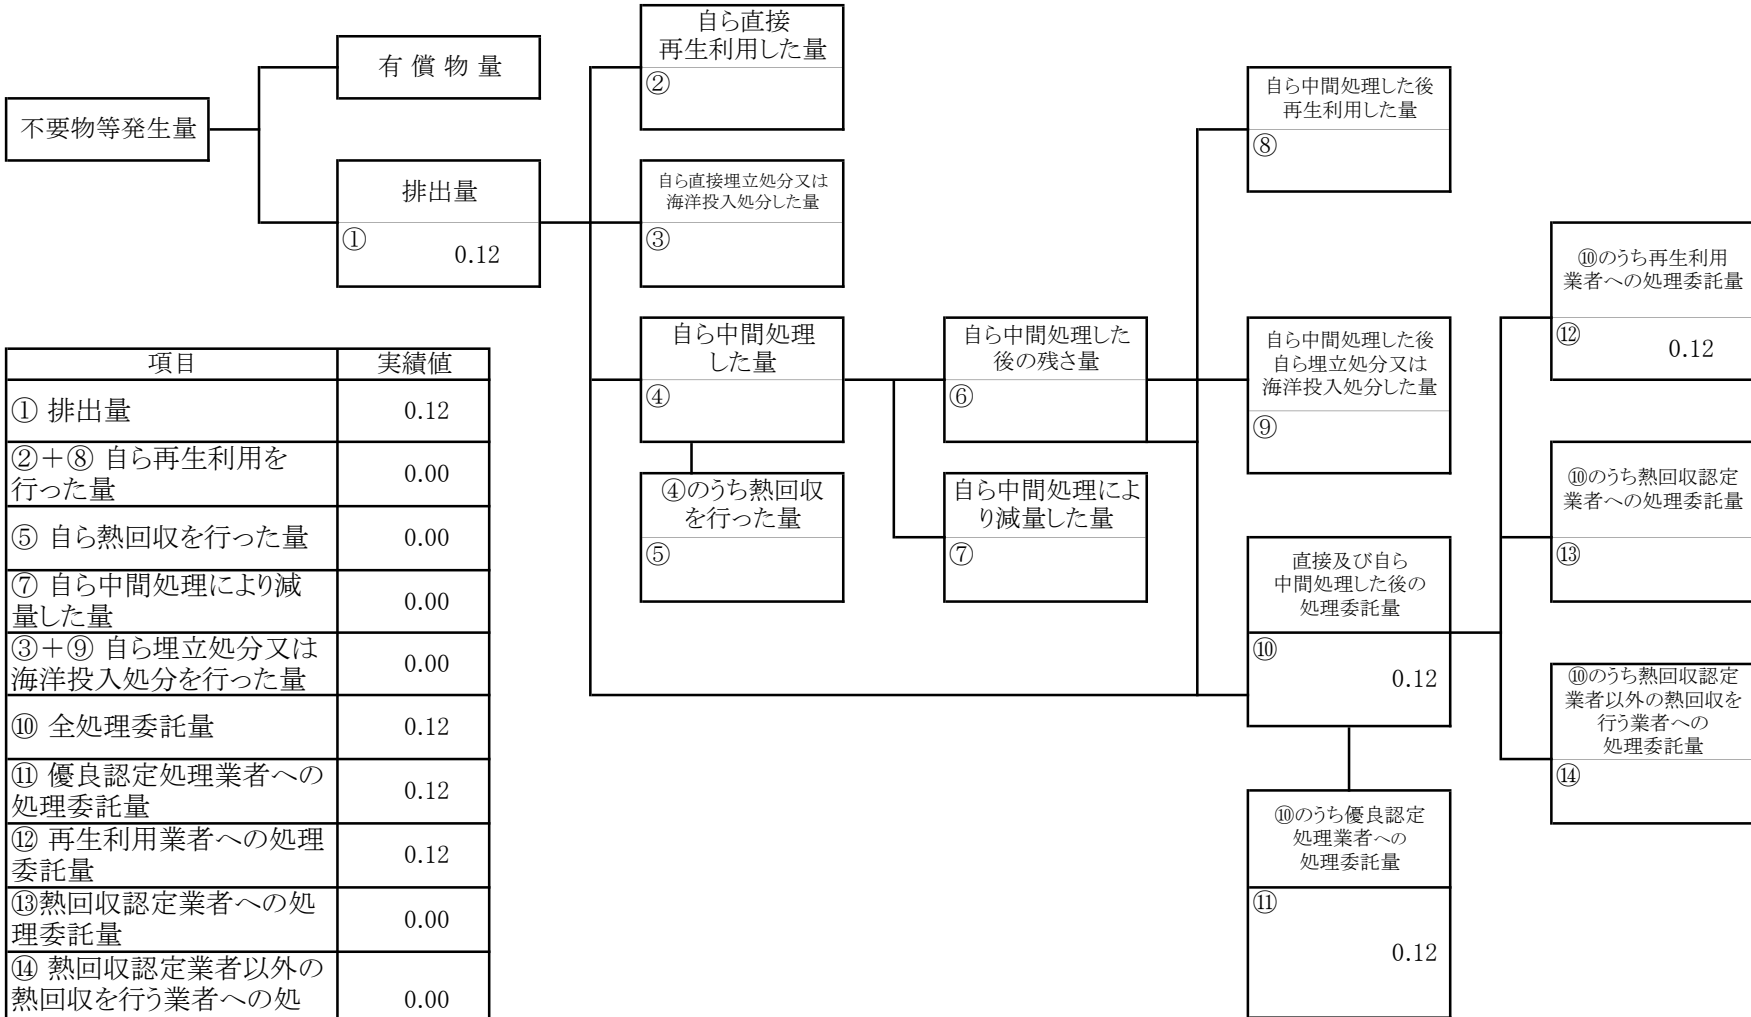 不要物等発生量
有 償 物 量
排出量
①
0.12
自ら直接
再生利用した量
②
自ら直接埋立処分又は
海洋投入処分した量
③
自ら中間処理
した量
④
④のうち熱回収
を行った量
⑤
自ら中間処理した
後の残さ量
⑥
自ら中間処理によ
り減量した量
⑦
自ら中間処理した後
再生利用した量
⑧
自ら中間処理した後
自ら埋立処分又は
海洋投入処分した量
⑨
直接及び自ら
中間処理した後の
処理委託量
⑩
0.12
⑩のうち優良認定
処理業者への
処理委託量
⑪
0.12
⑩のうち再生利用
業者への処理委託量
⑫
0.12
⑩のうち熱回収認定
業者への処理委託量
⑬
⑩のうち熱回収認定
業者以外の熱回収を
行う業者への
処理委託量
⑭
項目 実績値
① 排出量 0.12
②+⑧ 自ら再生利用を
行った量 0.00
⑤ 自ら熱回収を行った量 0.00
⑦ 自ら中間処理により減
量した量 0.00
③+⑨ 自ら埋立処分又は
海洋投入処分を行った量 0.00
⑩ 全処理委託量 0.12
⑪ 優良認定処理業者への
処理委託量 0.12
⑫ 再生利用業者への処理
委託量 0.12
⑬熱回収認定業者への処
理委託量 0.00
⑭ 熱回収認定業者以外の
熱回収を行う業者への処 0.00